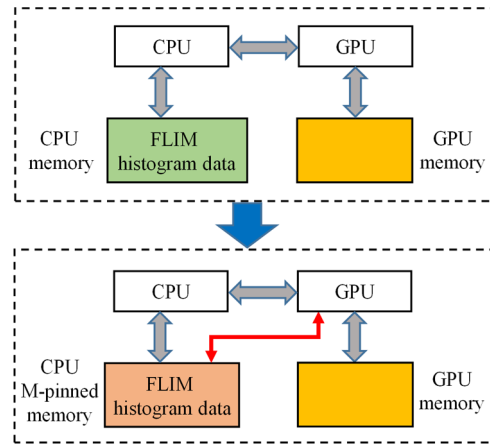 CPU
GPU
CPU
memory
FLIM
histogram data
GPU
memory
CPU
GPU
CPU
M-pinned
memory
FLIM
histogram data
GPU
memory